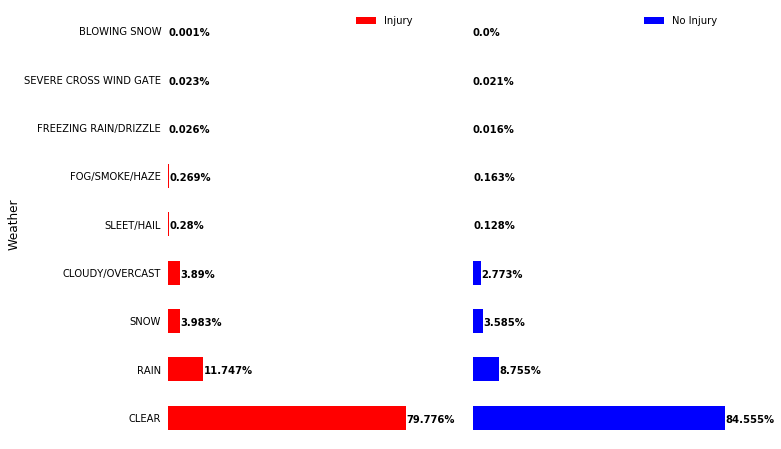 Injury
No Injury
BLOWING SNOW 0.001% 0.0%
SEVERE CROSS WIND GATE 0.023% 0.021%
FREEZING RAIN/DRIZZLE 0.026% 0.016%
FOG/SMOKE/HAZE 0.269% 0.163%
SLEET/HAIL 0.28% 0.128%
CLOUDY/OVERCAST 3.89% 2.773%
SNOW 3.983% 3.585%
RAIN 11.747% 8.755%
CLEAR 79.776% 84.555%
Weather